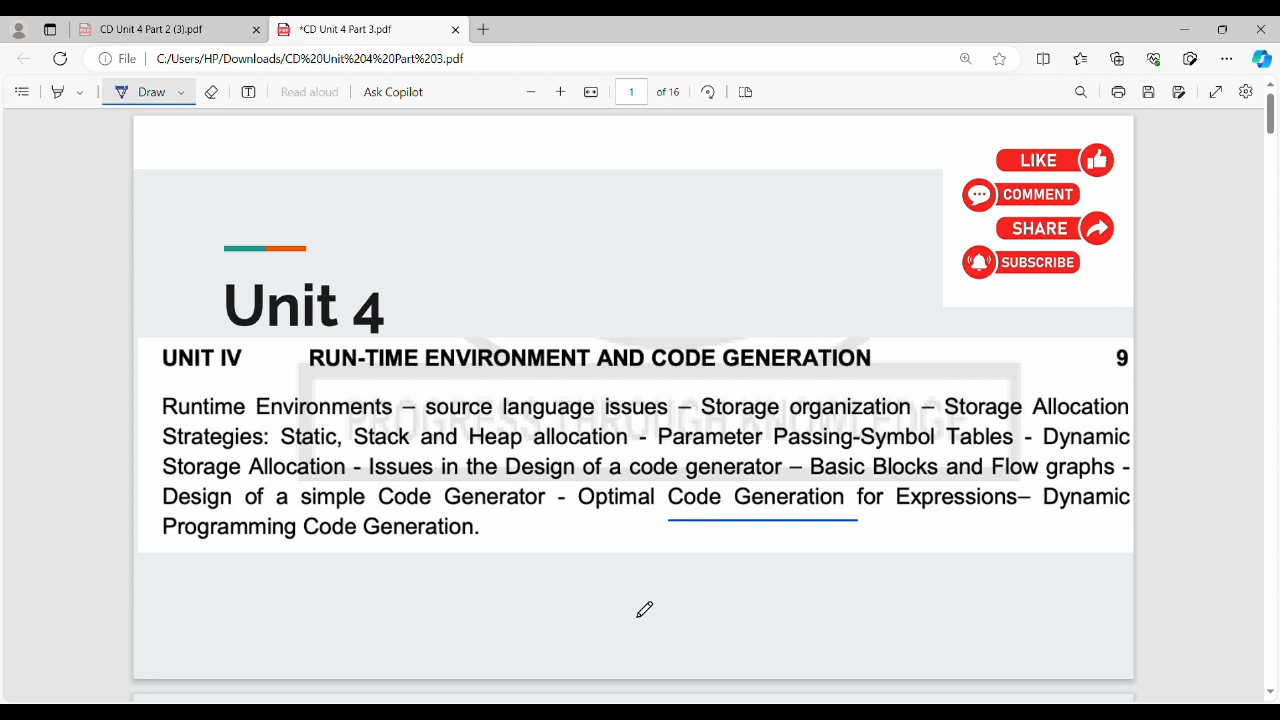 CD Unit 4 Part 2 (3).pdf
*CD Unit 4 Part 3.pdf
File
C:/Users/HP/Downloads/CD%20Unit%204%20Part%203.pdf
Draw
Read aloud
Ask Copilot
1 of 16
LIKE
COMMENT
SHARE
SUBSCRIBE
Unit 4
UNIT IV RUN-TIME ENVIRONMENT AND CODE GENERATION 9
PROGRESS THROUGH KNOWLEDGE
Runtime Environments – source language issues – Storage organization – Storage Allocation
Strategies: Static, Stack and Heap allocation - Parameter Passing-Symbol Tables - Dynamic
Storage Allocation - Issues in the Design of a code generator – Basic Blocks and Flow graphs -
Design of a simple Code Generator - Optimal Code Generation for Expressions– Dynamic
Programming Code Generation.